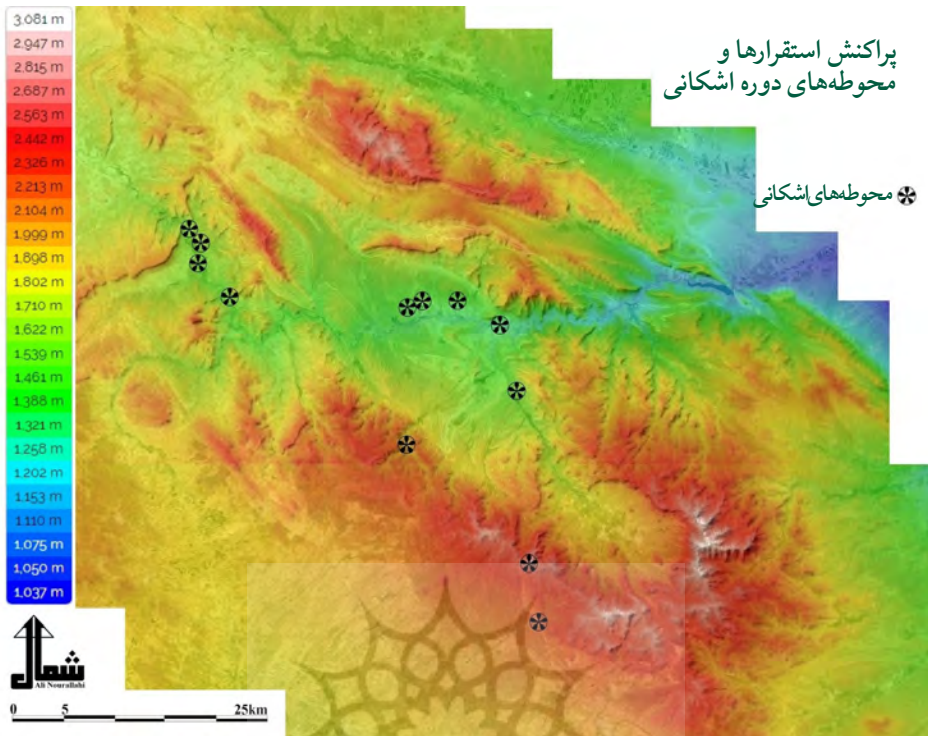 پراکنش استقرارها و
محوطه‌های دوره اشکانی
محوطه‌های اشکانی
3,081 m
2,947 m
2,815 m
2,687 m
2,563 m
2,442 m
2,326 m
2,213 m
2,104 m
1,999 m
1,898 m
1,802 m
1,710 m
1,622 m
1,539 m
1,461 m
1,388 m
1,321 m
1,258 m
1,202 m
1,153 m
1,110 m
1,075 m
1,050 m
1,037 m
شمال
Ali Nourallahi
0 5 25km